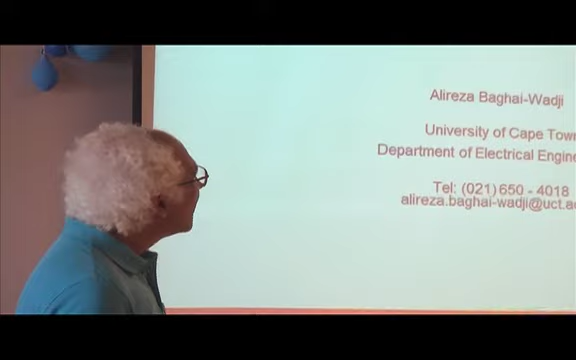 Alireza Baghai-Wadji
University of Cape Town
Department of Electrical Engine
Tel: (021) 650 - 4018
alireza.baghai-wadji@uct.ac